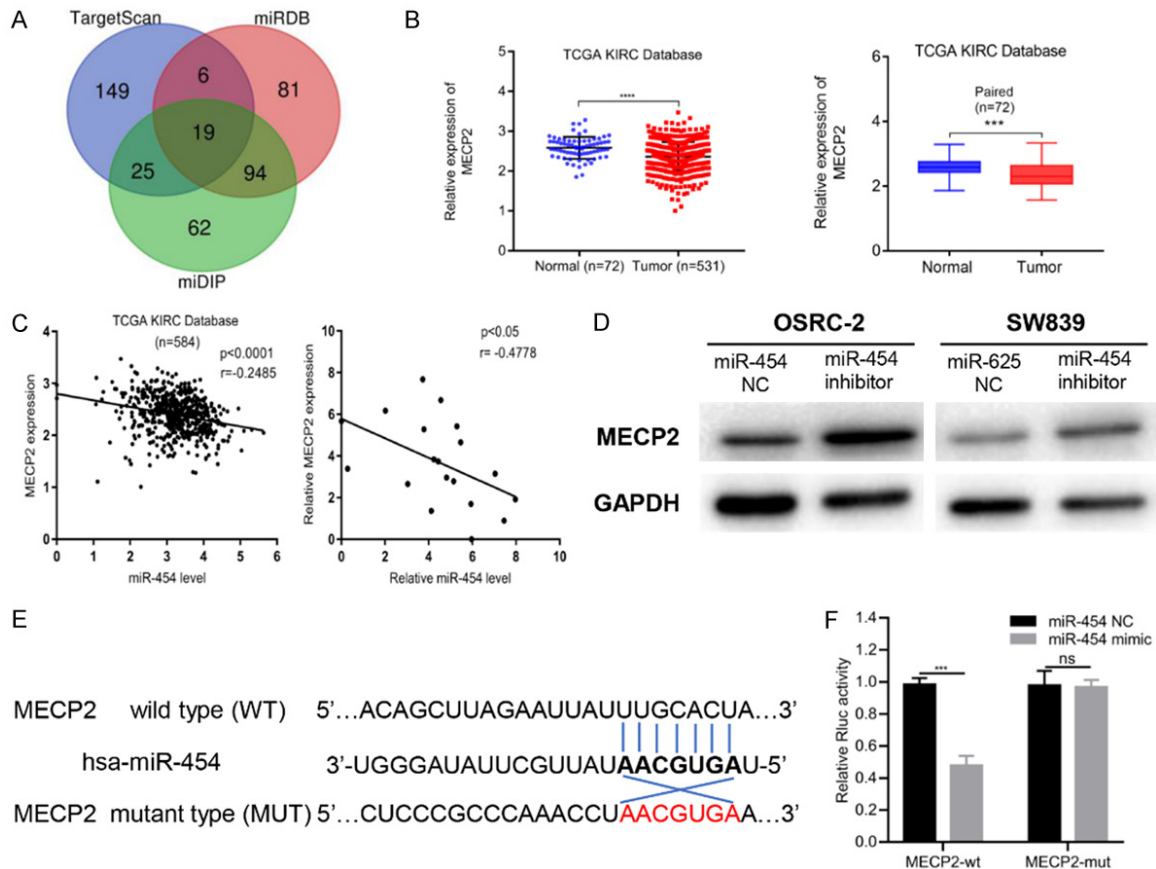 A
TargetScan
miRDB
149
6
81
19
25
94
62
miDIP
B
TCGA KIRC Database
Relative expression of
MECP2
5
4
3
2
1
0
****
Normal (n=72)
Tumor (n=531)
TCGA KIRC Database
Relative expression of
MECP2
6
4
2
0
Paired
(n=72)
***
Normal
Tumor
C
TCGA KIRC Database
(n=584)
p<0.0001
r=-0.2485
MECP2 expression
4
3
2
1
0
0
1
2
3
4
5
6
miR-454 level
p<0.05
r= -0.4778
Relative MECP2 expression
10
8
6
4
2
0
0
2
4
6
8
10
Relative miR-454 level
D
OSRC-2
SW839
miR-454
NC
miR-454
inhibitor
miR-625
NC
miR-454
inhibitor
MECP2
GAPDH
E
MECP2 wild type (WT) 5’...ACAGCUUAGAAUUAUUUGCACUA...3’
hsa-miR-454 3’-UGGGAUAUUCGUUAUAACGUGAU-5’
MECP2 mutant type (MUT) 5’...CUCCCGCCCAAACCUAACGUGAA...3’
F
miR-454 NC
miR-454 mimic
Relative Rluc activity
1.4
1.2
1.0
0.8
0.6
0.4
0.2
0.0
***
ns
MECP2-wt
MECP2-mut